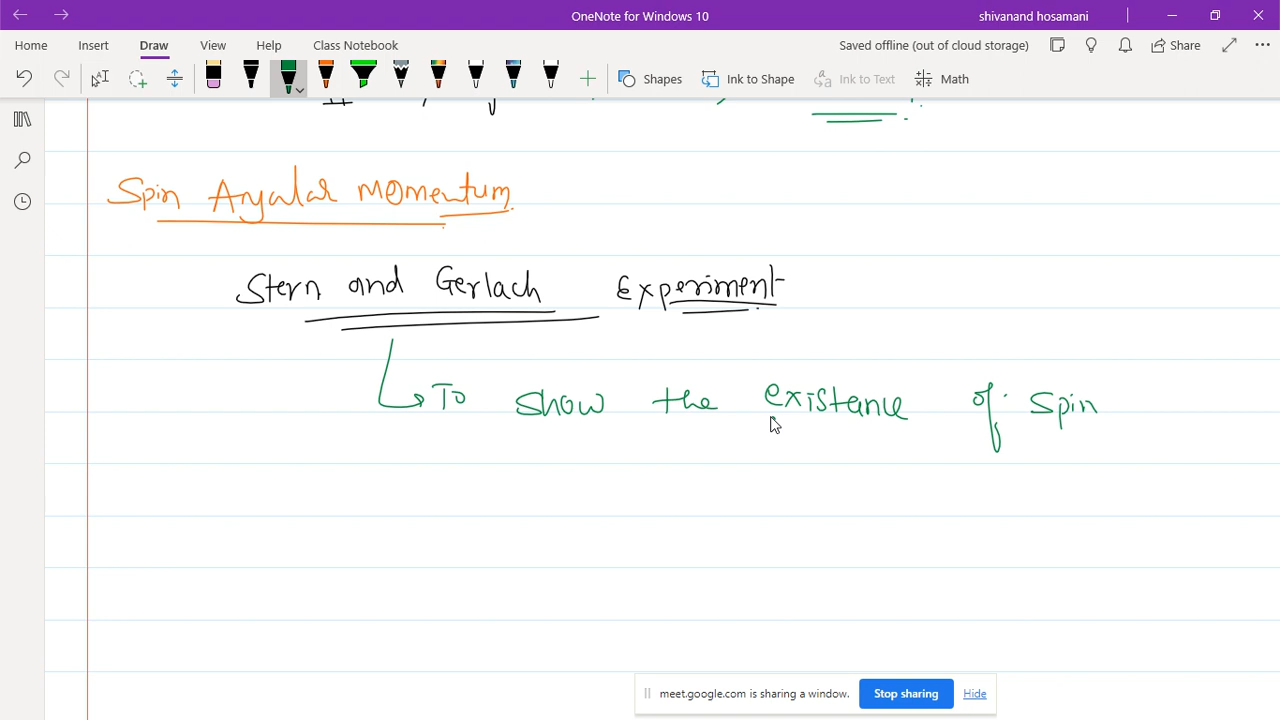 OneNote for Windows 10
shivanand hosamani
Home Insert Draw View Help Class Notebook
Saved offline (out of cloud storage) Share
Shapes Ink to Shape Ink to Text Math
Spin Angular Momentum
Stern and Gerlach Experiment
To show the existance of spin
meet.google.com is sharing a window. Stop sharing Hide